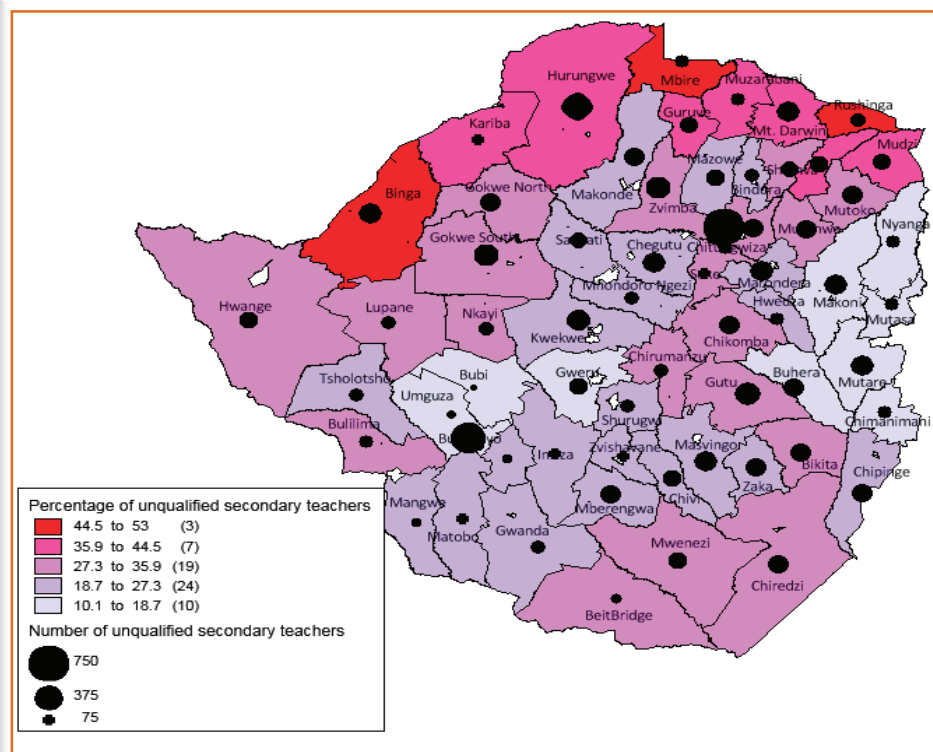 Hurungwe
Mbire
Muzarabani
Rushinga
Kariba
Guruve
Mt. Darwin
Mudzi
Binga
Gokwe North
Makonde
Mazowe
Bindura
Zvimba
Mutoko
Nyanga
Gokwe South
Chegutu
Chitungwiza
Mhondoro Ngezi
Marondera
Makoni
Hwange
Lupane
Nkayi
Hwedza
Mutasa
Kwekwe
Chikomba
Chirumanzu
Tsholotsho
Bubi
Gweru
Gutu
Buhera
Mutare
Umguza
Chimanimani
Bulilima
Shurugwi
Zvishavane
Masvingo
Bikita
Chipinge
Zaka
Mangwe
Mberengwa
Chivi
Matobo
Gwanda
Mwenezi
Chiredzi
BeitBridge
Percentage of unqualified secondary teachers
44.5 to 53 (3)
35.9 to 44.5 (7)
27.3 to 35.9 (19)
18.7 to 27.3 (24)
10.1 to 18.7 (10)
Number of unqualified secondary teachers
750
375
75